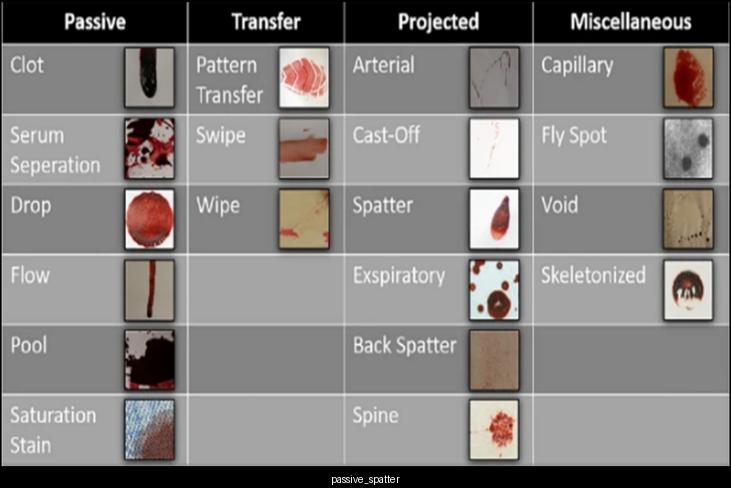 Passive Transfer Projected Miscellaneous
Clot Pattern Transfer Arterial Capillary
Serum Seperation Swipe Cast-Off Fly Spot
Drop Wipe Spatter Void
Flow Exspiratory Skeletonized
Pool Back Spatter
Saturation Stain Spine
passive_spatter